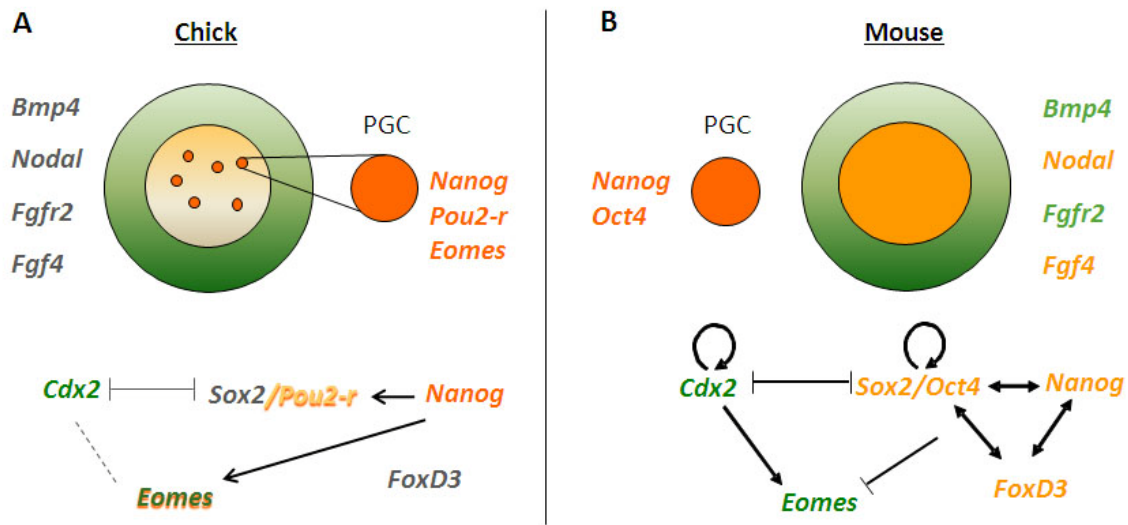 A
Chick
Bmp4
Nodal
Fgfr2
Fgf4
PGC
Nanog
Pou2-r
Eomes
Cdx2
Sox2/Pou2-r
Nanog
Eomes
FoxD3
B
Mouse
PGC
Nanog
Oct4
Bmp4
Nodal
Fgfr2
Fgf4
Cdx2
Sox2/Oct4
Nanog
Eomes
FoxD3